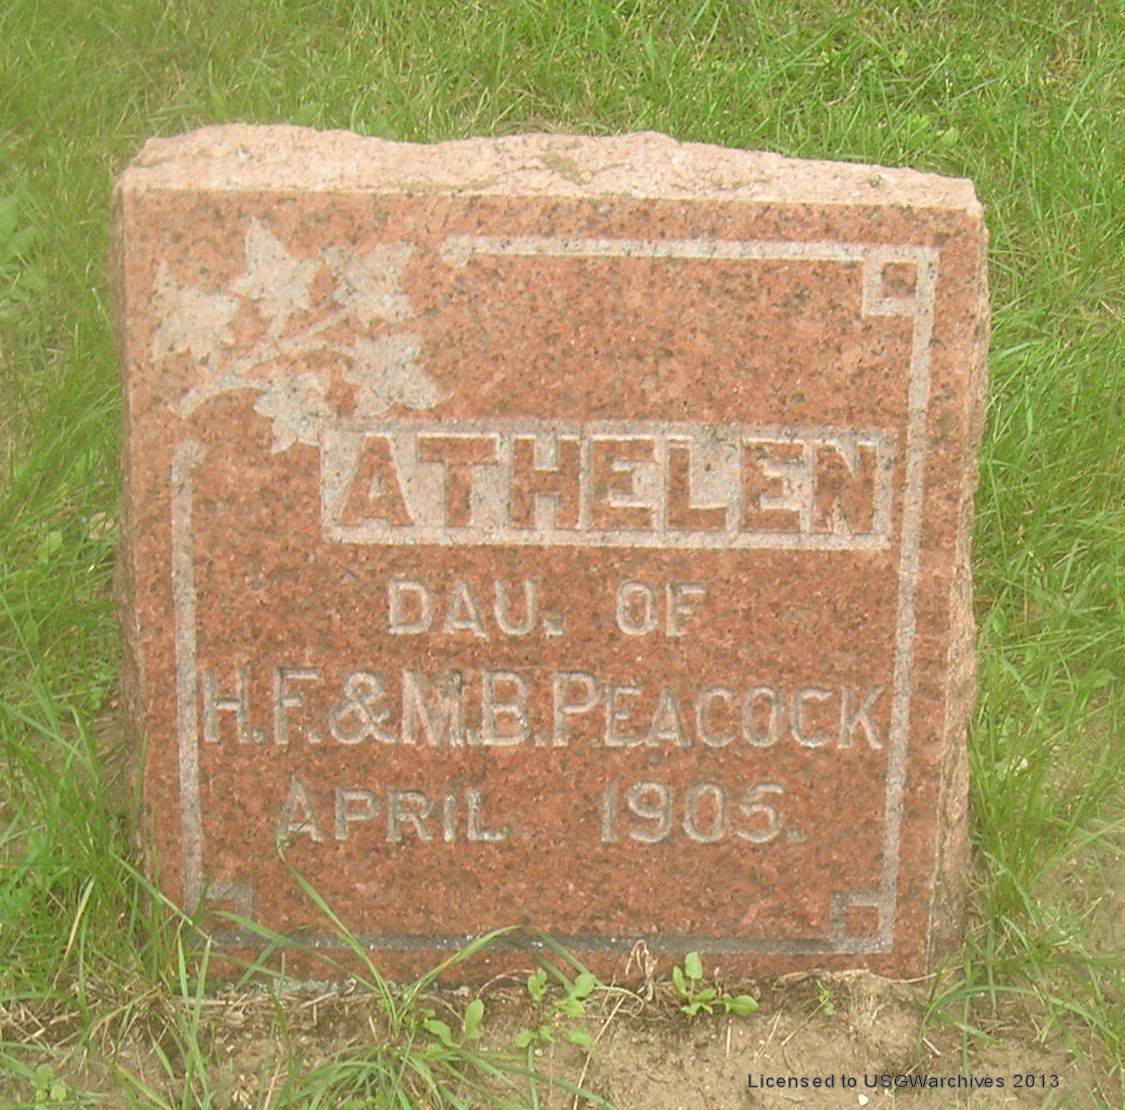 ATHELEN
DAU. OF
H.F. & M.B. PEACOCK
APRIL 1905.
Licensed to USGWarchives 2013